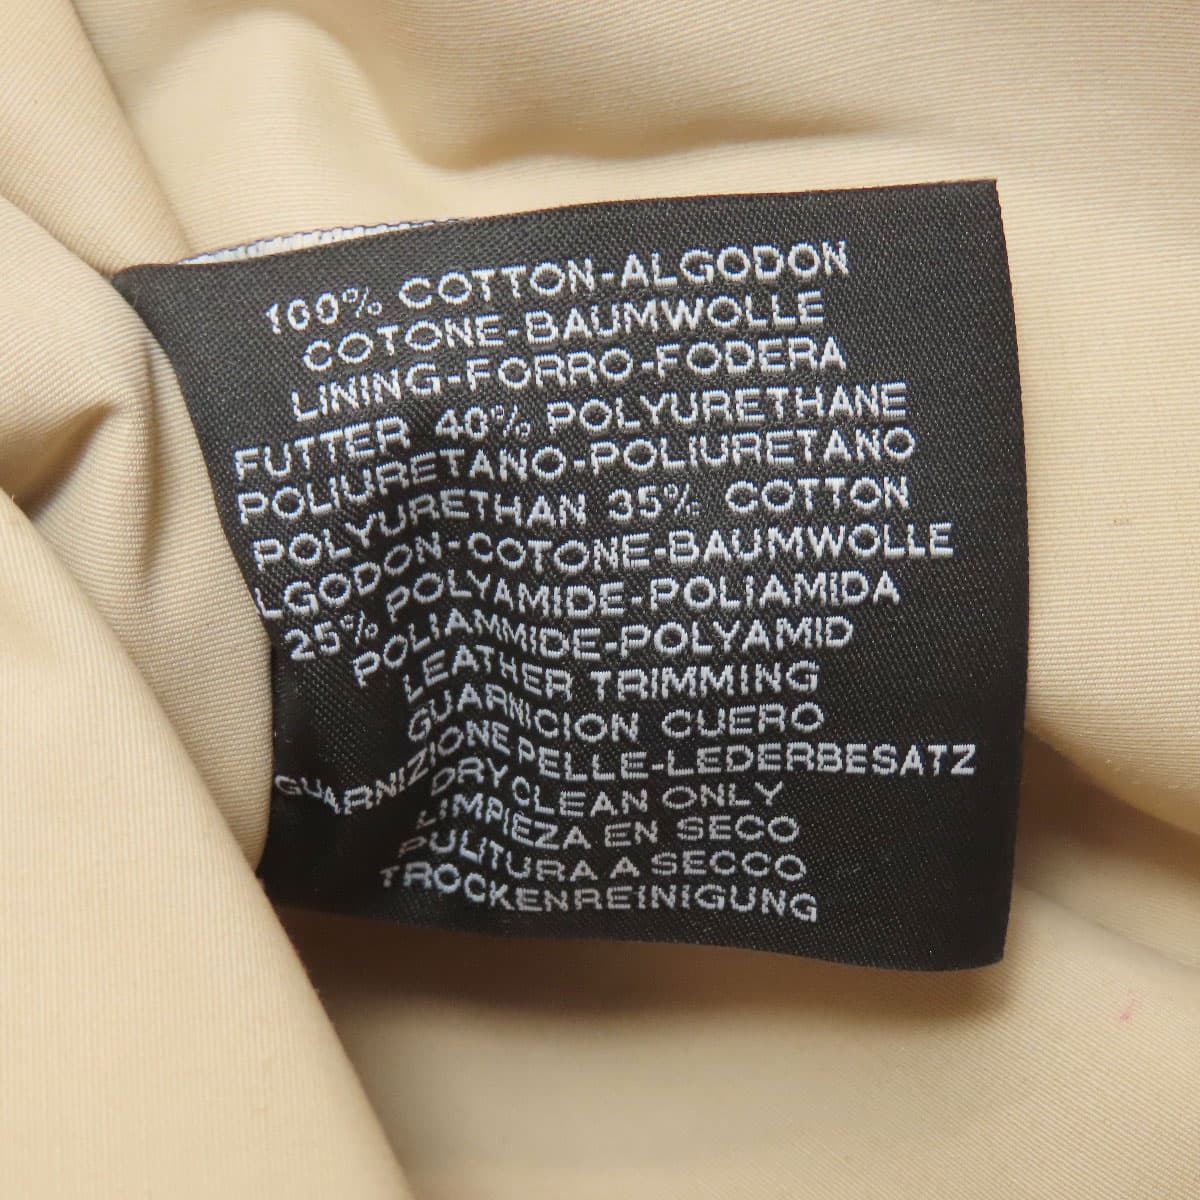 100% COTTON-ALGODON
COTONE-BAUMWOLLE
LINING-FORRO-FODERA
FUTTER 40% POLYURETHANE
POLIURETANO-POLIURETANO
POLYURETHAN 35% COTTON
LGODON-COTONE-BAUMWOLLE
25% POLYAMIDE-POLIAMIDA
POLIAMMIDE-POLYAMID
LEATHER TRIMMING
GUARNICION CUERO
GUARNIZIONE PELLE-LEDERBESATZ
DRY CLEAN ONLY
LIMPIEZA EN SECO
PULITURA A SECCO
TROCKENREINIGUNG